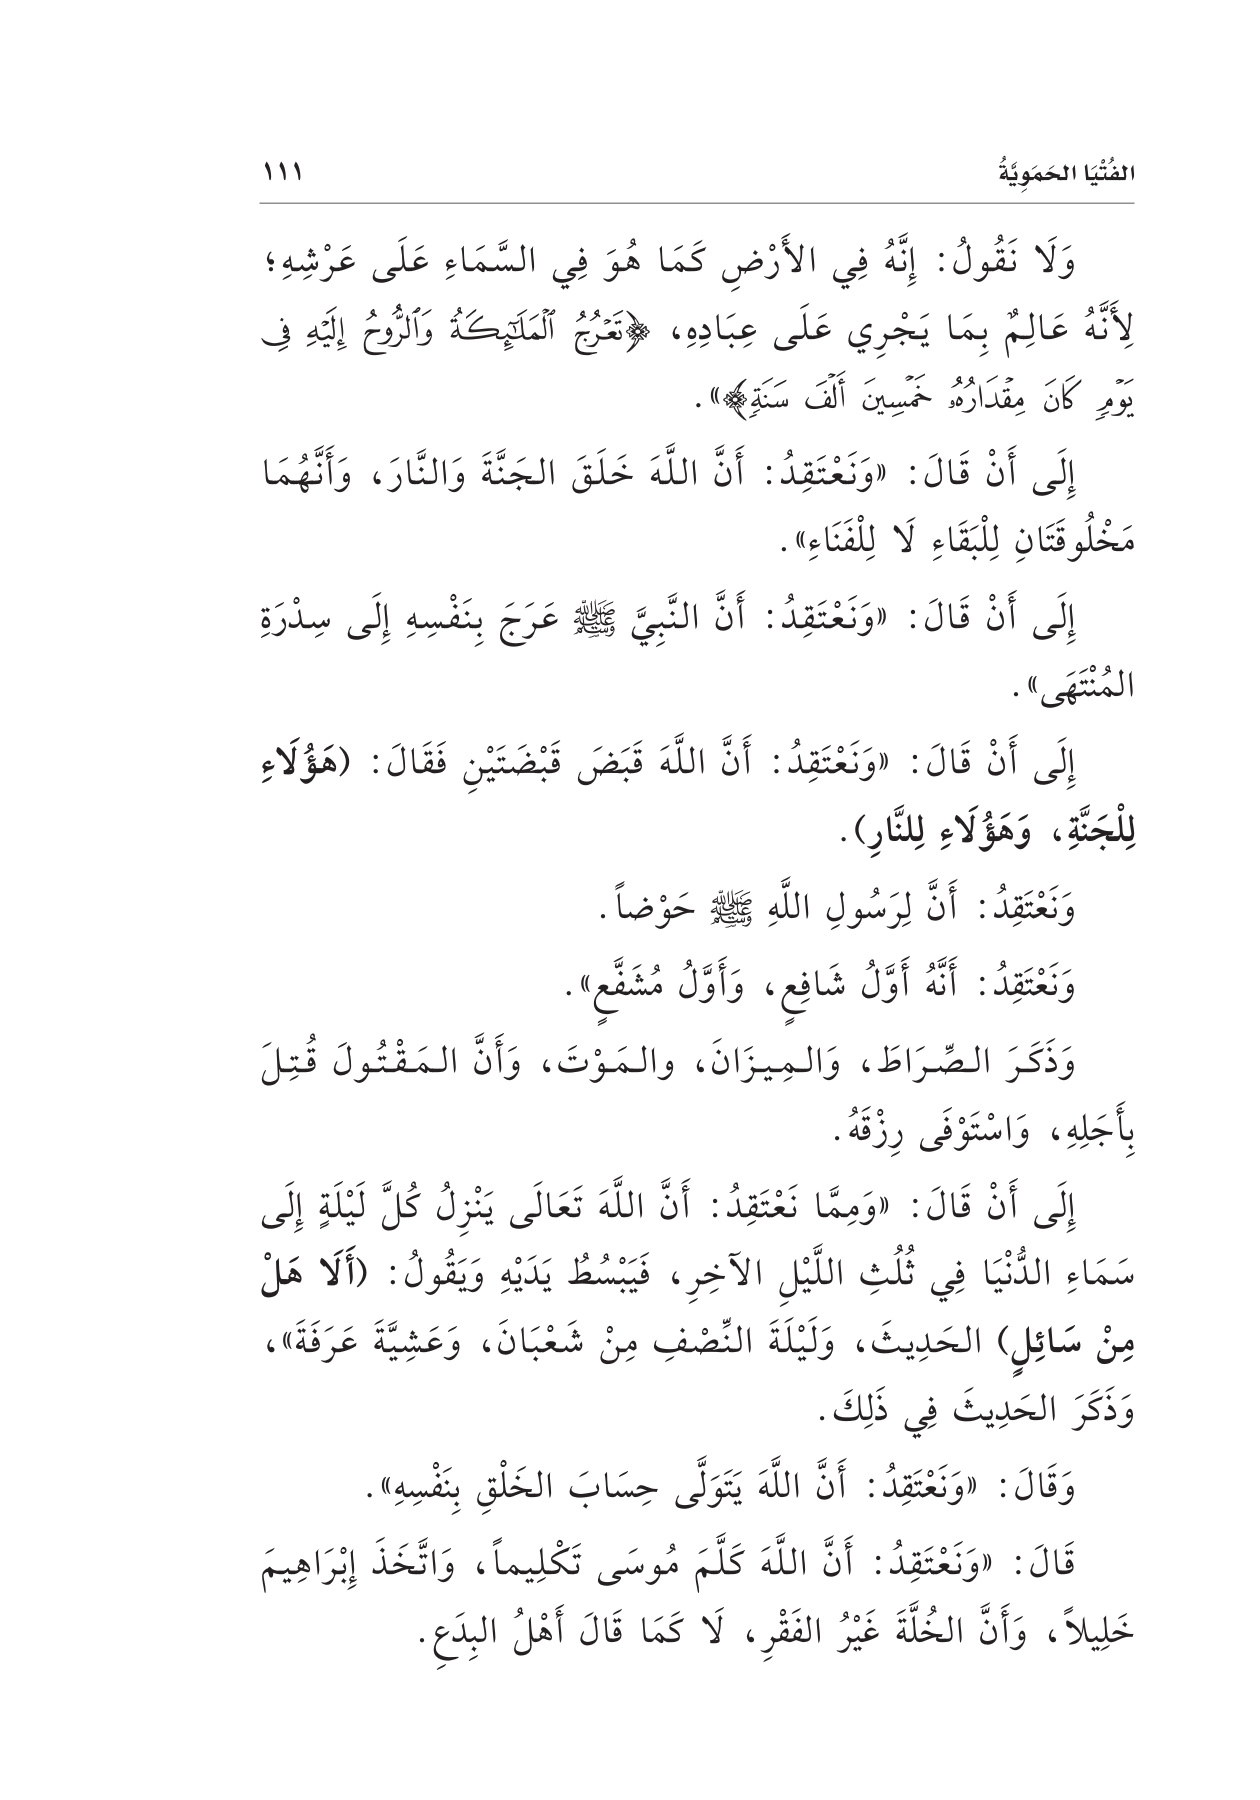 الفُتْيَا الحَمَوِيَّةُ ١١١
وَلَا نَقُولُ: إِنَّهُ فِي الأَرْضِ كَمَا هُوَ فِي السَّمَاءِ عَلَى عَرْشِهِ؛
لِأَنَّهُ عَالِمٌ بِمَا يَجْرِي عَلَى عِبَادِهِ، ﴿تَعْرُجُ ٱلْمَلَٰٓئِكَةُ وَٱلرُّوحُ إِلَيْهِ فِى
يَوْمٍ كَانَ مِقْدَارُهُۥ خَمْسِينَ أَلْفَ سَنَةٍ﴾».
إِلَى أَنْ قَالَ: «وَنَعْتَقِدُ: أَنَّ اللَّهَ خَلَقَ الجَنَّةَ وَالنَّارَ، وَأَنَّهُمَا
مَخْلُوقَتَانِ لِلْبَقَاءِ لَا لِلْفَنَاءِ».
إِلَى أَنْ قَالَ: «وَنَعْتَقِدُ: أَنَّ النَّبِيَّ ﷺ عَرَجَ بِنَفْسِهِ إِلَى سِدْرَةِ
المُنْتَهَى».
إِلَى أَنْ قَالَ: «وَنَعْتَقِدُ: أَنَّ اللَّهَ قَبَضَ قَبْضَتَيْنِ فَقَالَ: (هَؤُلَاءِ
لِلْجَنَّةِ، وَهَؤُلَاءِ لِلنَّارِ).
وَنَعْتَقِدُ: أَنَّ لِرَسُولِ اللَّهِ ﷺ حَوْضاً.
وَنَعْتَقِدُ: أَنَّهُ أَوَّلُ شَافِعٍ، وَأَوَّلُ مُشَفَّعٍ».
وَذَكَرَ الصِّرَاطَ، وَالمِيزَانَ، والمَوْتَ، وَأَنَّ المَقْتُولَ قُتِلَ
بِأَجَلِهِ، وَاسْتَوْفَى رِزْقَهُ.
إِلَى أَنْ قَالَ: «وَمِمَّا نَعْتَقِدُ: أَنَّ اللَّهَ تَعَالَى يَنْزِلُ كُلَّ لَيْلَةٍ إِلَى
سَمَاءِ الدُّنْيَا فِي ثُلُثِ اللَّيْلِ الآخِرِ، فَيَبْسُطُ يَدَيْهِ وَيَقُولُ: (أَلَا هَلْ
مِنْ سَائِلٍ) الحَدِيثَ، وَلَيْلَةَ النِّصْفِ مِنْ شَعْبَانَ، وَعَشِيَّةَ عَرَفَةَ»،
وَذَكَرَ الحَدِيثَ فِي ذَلِكَ.
وَقَالَ: «وَنَعْتَقِدُ: أَنَّ اللَّهَ يَتَوَلَّى حِسَابَ الخَلْقِ بِنَفْسِهِ».
قَالَ: «وَنَعْتَقِدُ: أَنَّ اللَّهَ كَلَّمَ مُوسَى تَكْلِيماً، وَاتَّخَذَ إِبْرَاهِيمَ
خَلِيلاً، وَأَنَّ الخُلَّةَ غَيْرُ الفَقْرِ، لَا كَمَا قَالَ أَهْلُ البِدَعِ.